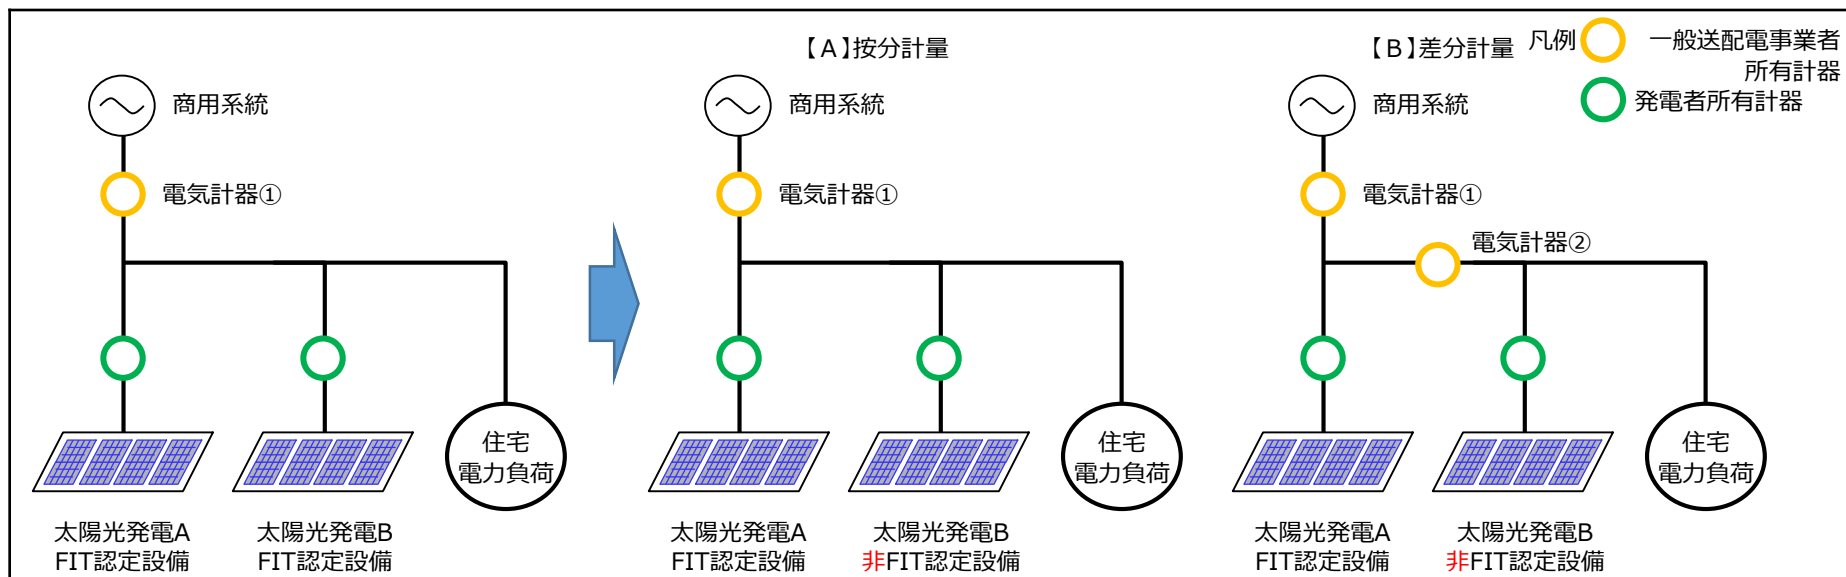 【A】按分計量
【B】差分計量
凡例
一般送配電事業者
所有計器
発電者所有計器
商用系統
電気計器①
住宅
電力負荷
太陽光発電A
FIT認定設備
太陽光発電B
FIT認定設備
商用系統
電気計器①
住宅
電力負荷
太陽光発電A
FIT認定設備
太陽光発電B
非FIT認定設備
商用系統
電気計器①
電気計器②
住宅
電力負荷
太陽光発電A
FIT認定設備
太陽光発電B
非FIT認定設備